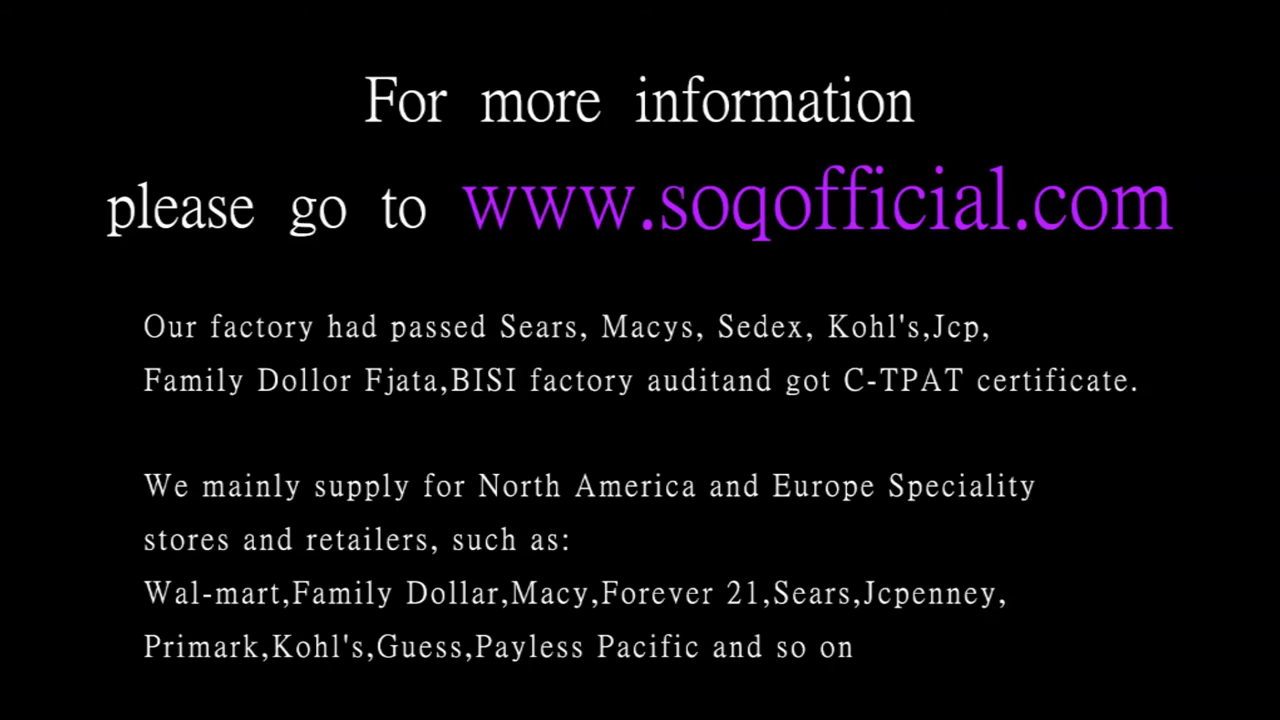 For more information
please go to www.soqofficial.com
Our factory had passed Sears, Macys, Sedex, Kohl's,Jcp,
Family Dollor Fjata,BISI factory auditand got C-TPAT certificate.
We mainly supply for North America and Europe Speciality
stores and retailers, such as:
Wal-mart,Family Dollar,Macy,Forever 21,Sears,Jcpenney,
Primark,Kohl's,Guess,Payless Pacific and so on